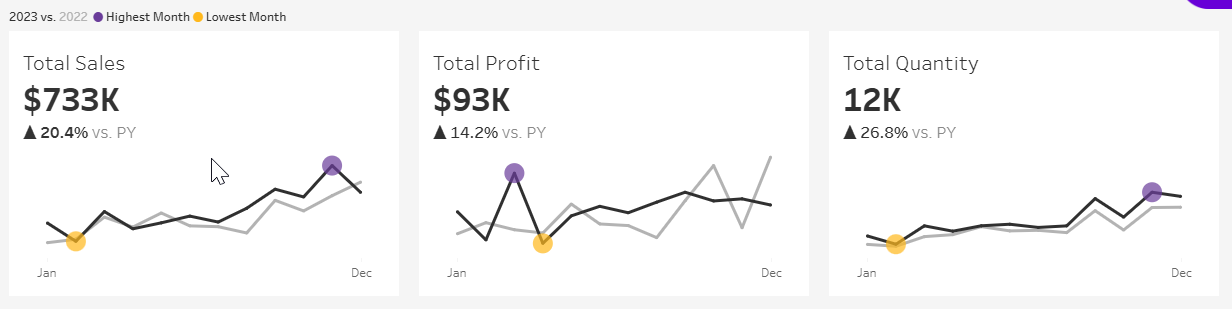 2023 vs. 2022 Highest Month Lowest Month
Total Sales
$733K
▲ 20.4% vs. PY
Jan Dec
Total Profit
$93K
▲ 14.2% vs. PY
Jan Dec
Total Quantity
12K
▲ 26.8% vs. PY
Jan Dec